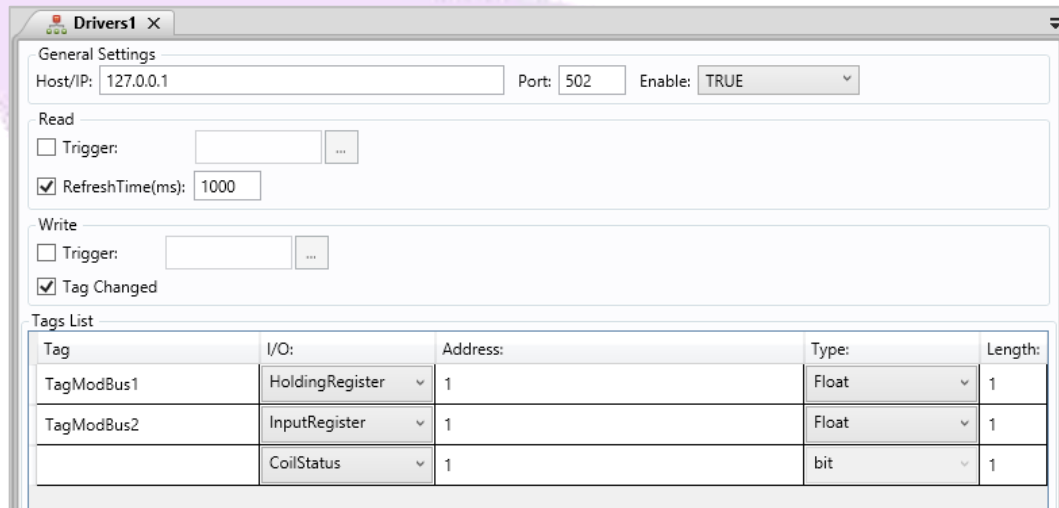 Drivers1
General Settings
Host/IP: 127.0.0.1 Port: 502 Enable: TRUE
Read
Trigger: ...
RefreshTime(ms): 1000
Write
Trigger: ...
Tag Changed
Tags List
Tag I/O: Address: Type: Length:
TagModBus1 HoldingRegister 1 Float 1
TagModBus2 InputRegister 1 Float 1
CoilStatus 1 bit 1